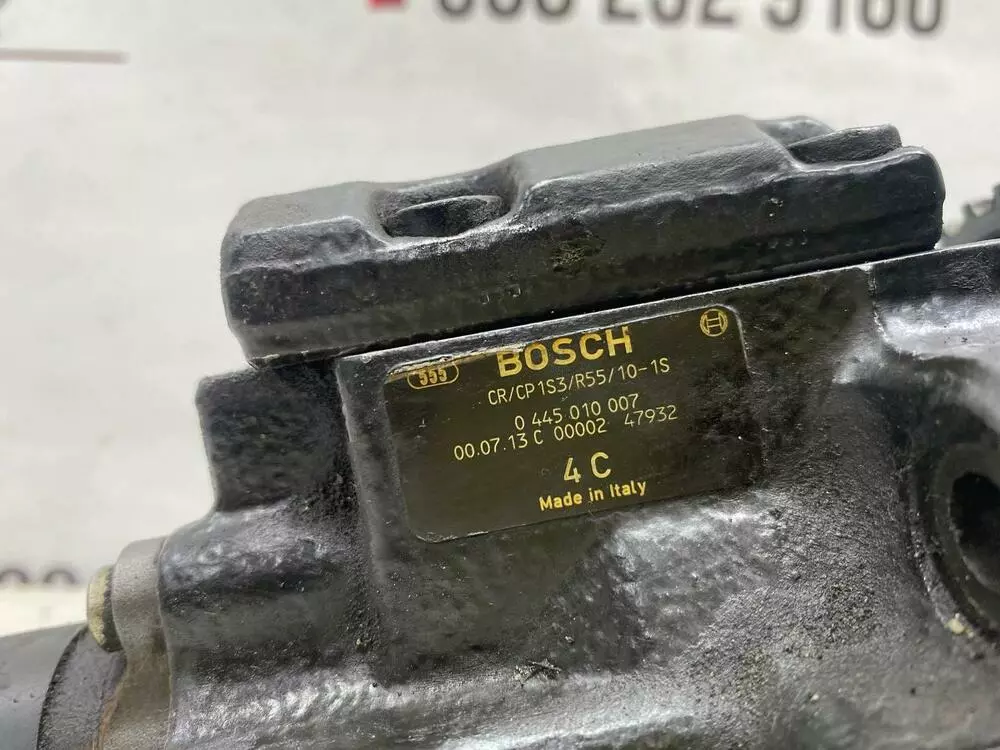 555 BOSCH
CR/CP1S3/R55/10-1S
0 445 010 007
00.07.13 C 00002 47932
4 C
Made in Italy